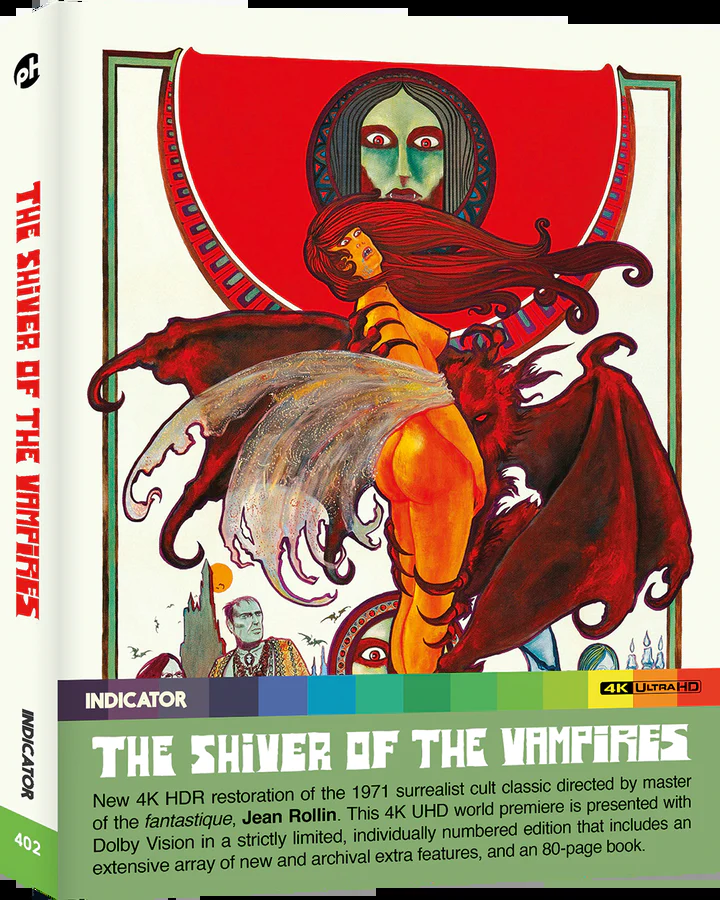 ph
THE SHiVER OF THE VAMPiRES
INDICATOR
402
INDICATOR
4K ULTRAHD
THE SHiVER OF THE VAMPiRES
New 4K HDR restoration of the 1971 surrealist cult classic directed by master
of the fantastique, Jean Rollin. This 4K UHD world premiere is presented with
Dolby Vision in a strictly limited, individually numbered edition that includes an
extensive array of new and archival extra features, and an 80-page book.